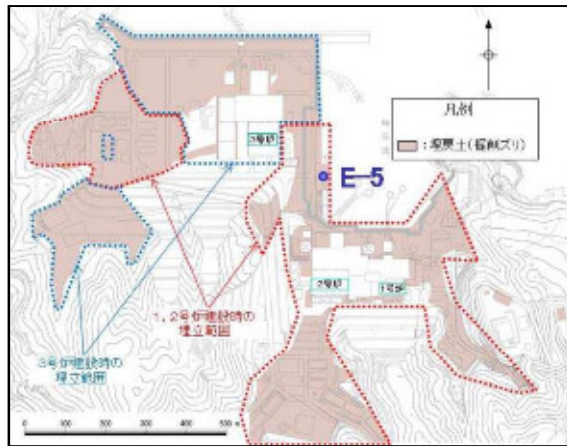 凡例
:埋戻土(掘削ズリ)
3号炉
E-5
2号炉
1号炉
1,2号炉建設時の
埋立範囲
3号炉建設時の
埋立範囲
0 100 200 300 400 500 m